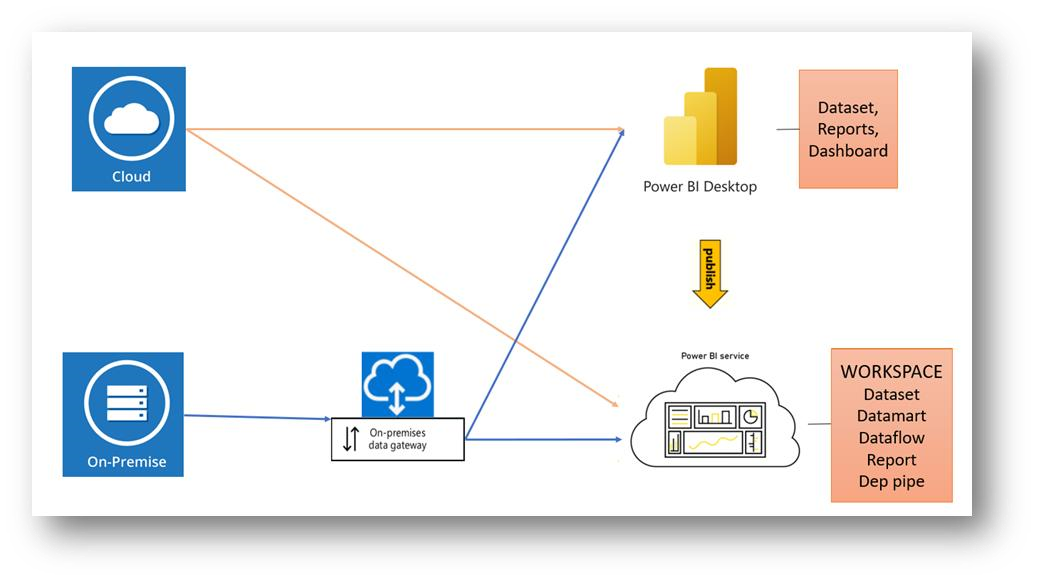 Cloud
Power BI Desktop
Dataset,
Reports,
Dashboard
publish
On-Premise
On-premises
data gateway
Power BI service
WORKSPACE
Dataset
Datamart
Dataflow
Report
Dep pipe